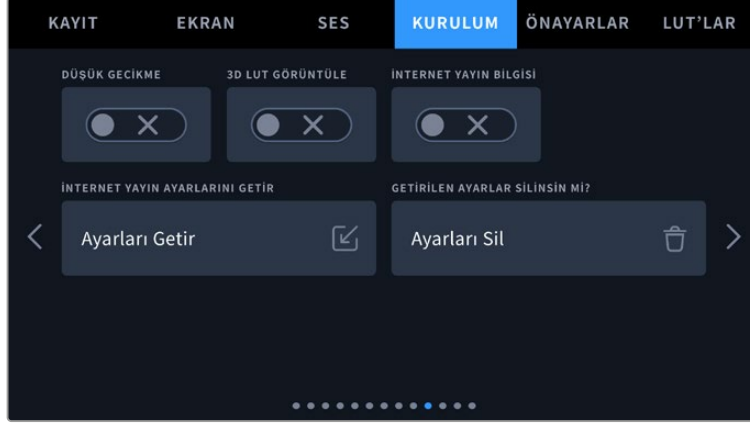 KAYIT EKRAN SES KURULUM ÖNAYARLAR LUT’LAR
DÜŞÜK GECİKME 3D LUT GÖRÜNTÜLE İNTERNET YAYIN BİLGİSİ
İNTERNET YAYIN AYARLARINI GETİR GETİRİLEN AYARLAR SİLİNSİN Mİ?
Ayarları Getir Ayarları Sil